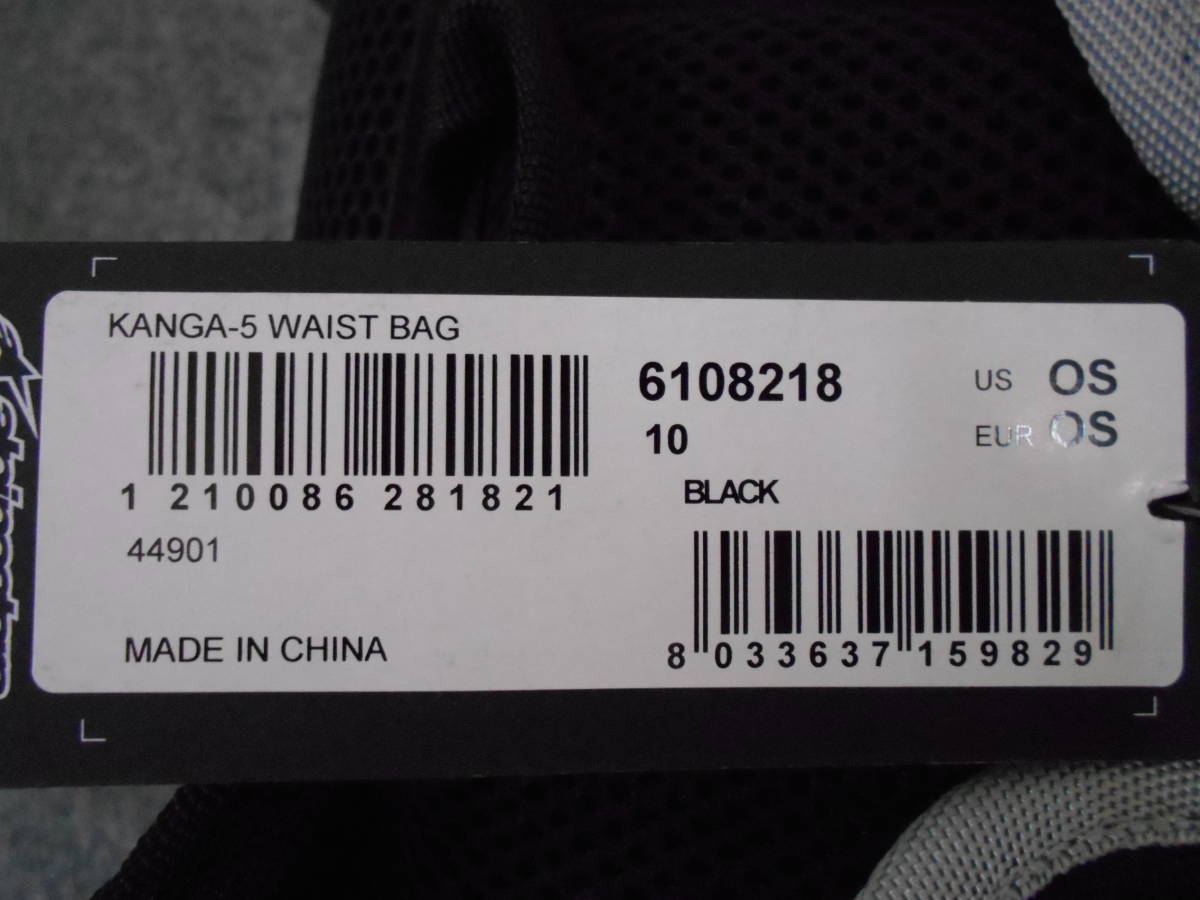 KANGA-5 WAIST BAG
1 210086 281821
44901
MADE IN CHINA
6108218
10
BLACK
US OS
EUR OS
8 033637 159829
alpinestars